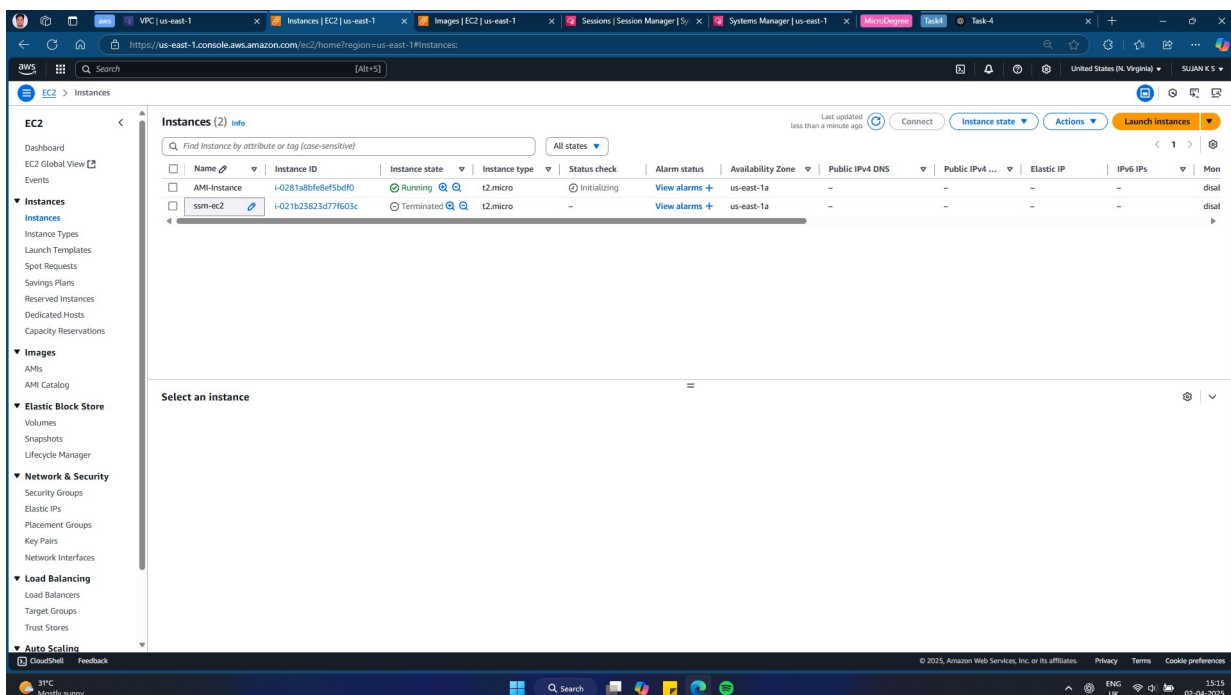 aws VPC | us-east-1 Instances | EC2 | us-east-1 Images | EC2 | us-east-1 Sessions | Session Manager | Sy Systems Manager | us-east-1 MicroDegree Task4 Task-4
https://us-east-1.console.aws.amazon.com/ec2/home?region=us-east-1#Instances:
aws Search [Alt+S] United States (N. Virginia) SUJAN K S
EC2 > Instances
EC2
Dashboard
EC2 Global View
Events
Instances
Instances
Instance Types
Launch Templates
Spot Requests
Savings Plans
Reserved Instances
Dedicated Hosts
Capacity Reservations
Images
AMIs
AMI Catalog
Elastic Block Store
Volumes
Snapshots
Lifecycle Manager
Network & Security
Security Groups
Elastic IPs
Placement Groups
Key Pairs
Network Interfaces
Load Balancing
Load Balancers
Target Groups
Trust Stores
Auto Scaling
Instances (2) Info
Last updated
less than a minute ago
Connect Instance state Actions Launch instances
Find Instance by attribute or tag (case-sensitive) All states 1
Name Instance ID Instance state Instance type Status check Alarm status Availability Zone Public IPv4 DNS Public IPv4 ... Elastic IP IPv6 IPs Mon
AMI-Instance i-0281a8bfe8ef5bdf0 Running t2.micro Initializing View alarms + us-east-1a – – – – disal
ssm-ec2 i-021b23823d77f603c Terminated t2.micro – View alarms + us-east-1a – – – – disal
Select an instance
CloudShell Feedback © 2025, Amazon Web Services, Inc. or its affiliates. Privacy Terms Cookie preferences
31°C
Mostly sunny
Search
ENG
UK
15:15
02-04-2025